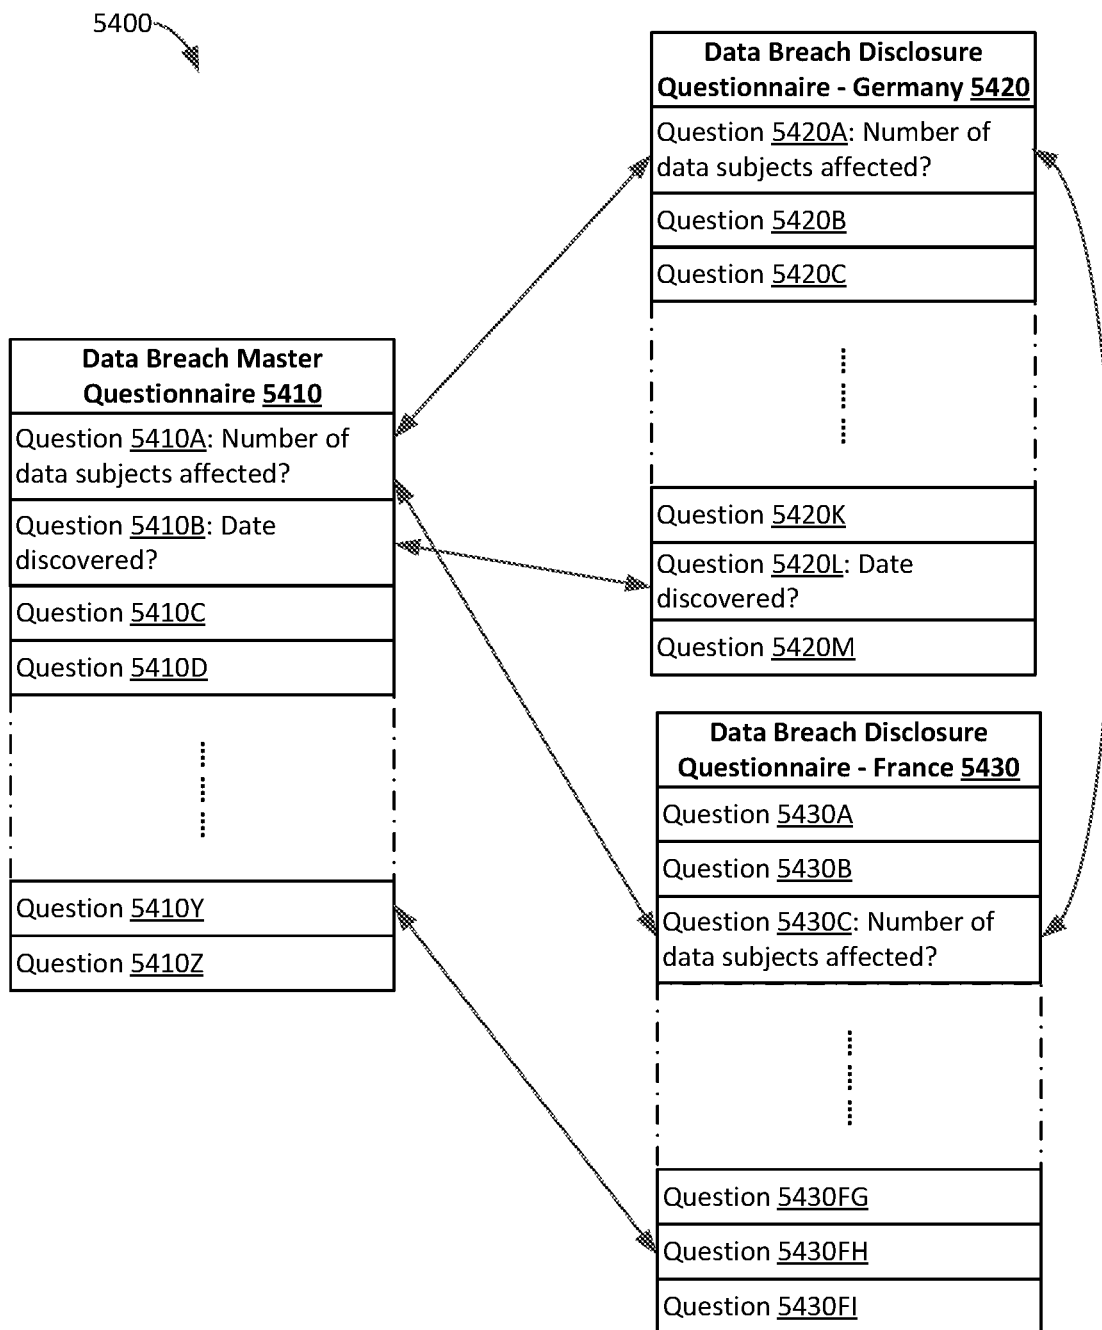 5400
Data Breach Disclosure
Questionnaire - Germany 5420
Question 5420A: Number of
data subjects affected?
Question 5420B
Question 5420C
Question 5420K
Question 5420L: Date
discovered?
Question 5420M
Data Breach Master
Questionnaire 5410
Question 5410A: Number of
data subjects affected?
Question 5410B: Date
discovered?
Question 5410C
Question 5410D
Question 5410Y
Question 5410Z
Data Breach Disclosure
Questionnaire - France 5430
Question 5430A
Question 5430B
Question 5430C: Number of
data subjects affected?
Question 5430FG
Question 5430FH
Question 5430FI